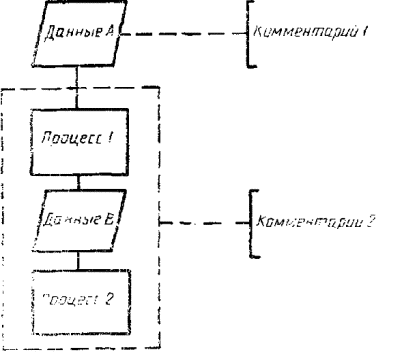 Данные А
Комментарий 1
Процесс 1
Данные В
Комментарий 2
Процесс 2